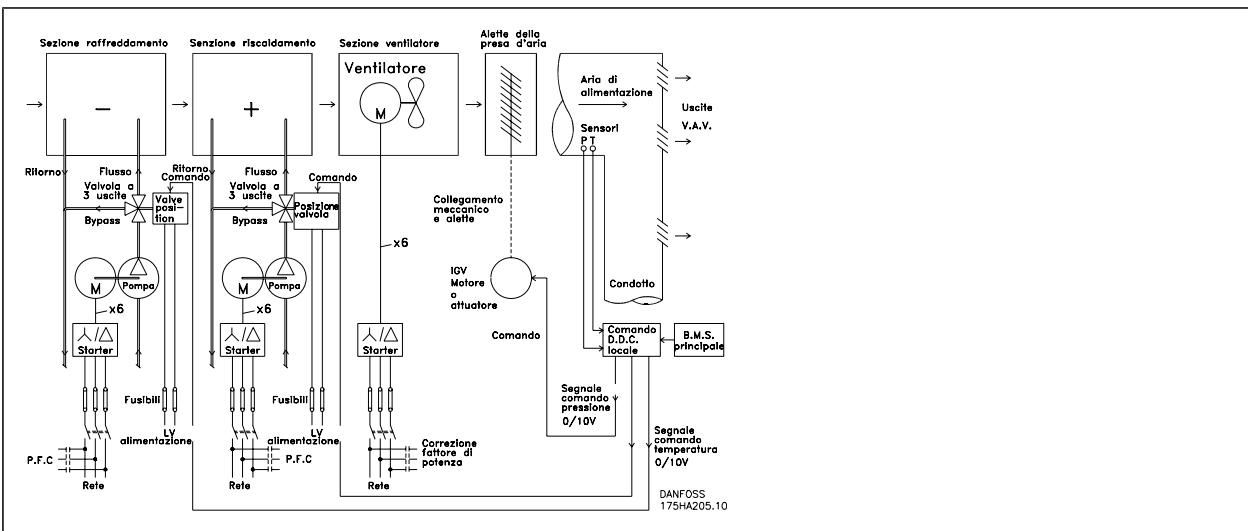 Sezione raffreddamento
Senzione riscaldamento
Sezione ventilatore
Alette della
presa d'aria
Ventilatore
M
−
+
Aria di
alimentazione
Uscite
V.A.V.
Sensori
P T
Ritorno
Flusso
Ritorno
Comando
Flusso
Comando
Valvola a
3 uscite
Valve
posi-
tion
Valvola a
3 uscite
Posizione
valvola
Bypass
Bypass
Collegamento
meccanico
e alette
x6
M
Pompa
M
Pompa
IGV
Motore
o
attuatore
Condotto
x6
x6
Starter
Starter
Starter
Comando
Comando
D.D.C.
locale
B.M.S.
principale
Fusibili
Fusibili
Segnale
comando
pressione
0/10V
LV
alimentazione
LV
alimentazione
Correzione
fattore di
potenza
Segnale
comando
temperatura
0/10V
P.F.C
P.F.C
Rete
Rete
Rete
DANFOSS
175HA205.10